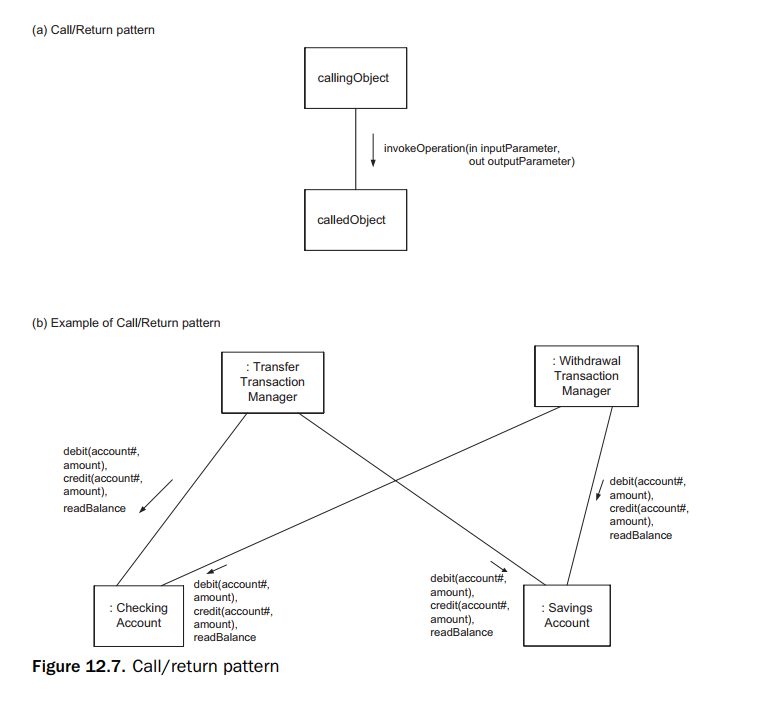 (a) Call/Return pattern
callingObject
invokeOperation(in inputParameter,
out outputParameter)
calledObject
(b) Example of Call/Return pattern
: Transfer
Transaction
Manager
: Withdrawal
Transaction
Manager
debit(account#,
amount),
credit(account#,
amount),
readBalance
debit(account#,
amount),
credit(account#,
amount),
readBalance
: Checking
Account
debit(account#,
amount),
credit(account#,
amount),
readBalance
debit(account#,
amount),
credit(account#,
amount),
readBalance
: Savings
Account
Figure 12.7. Call/return pattern